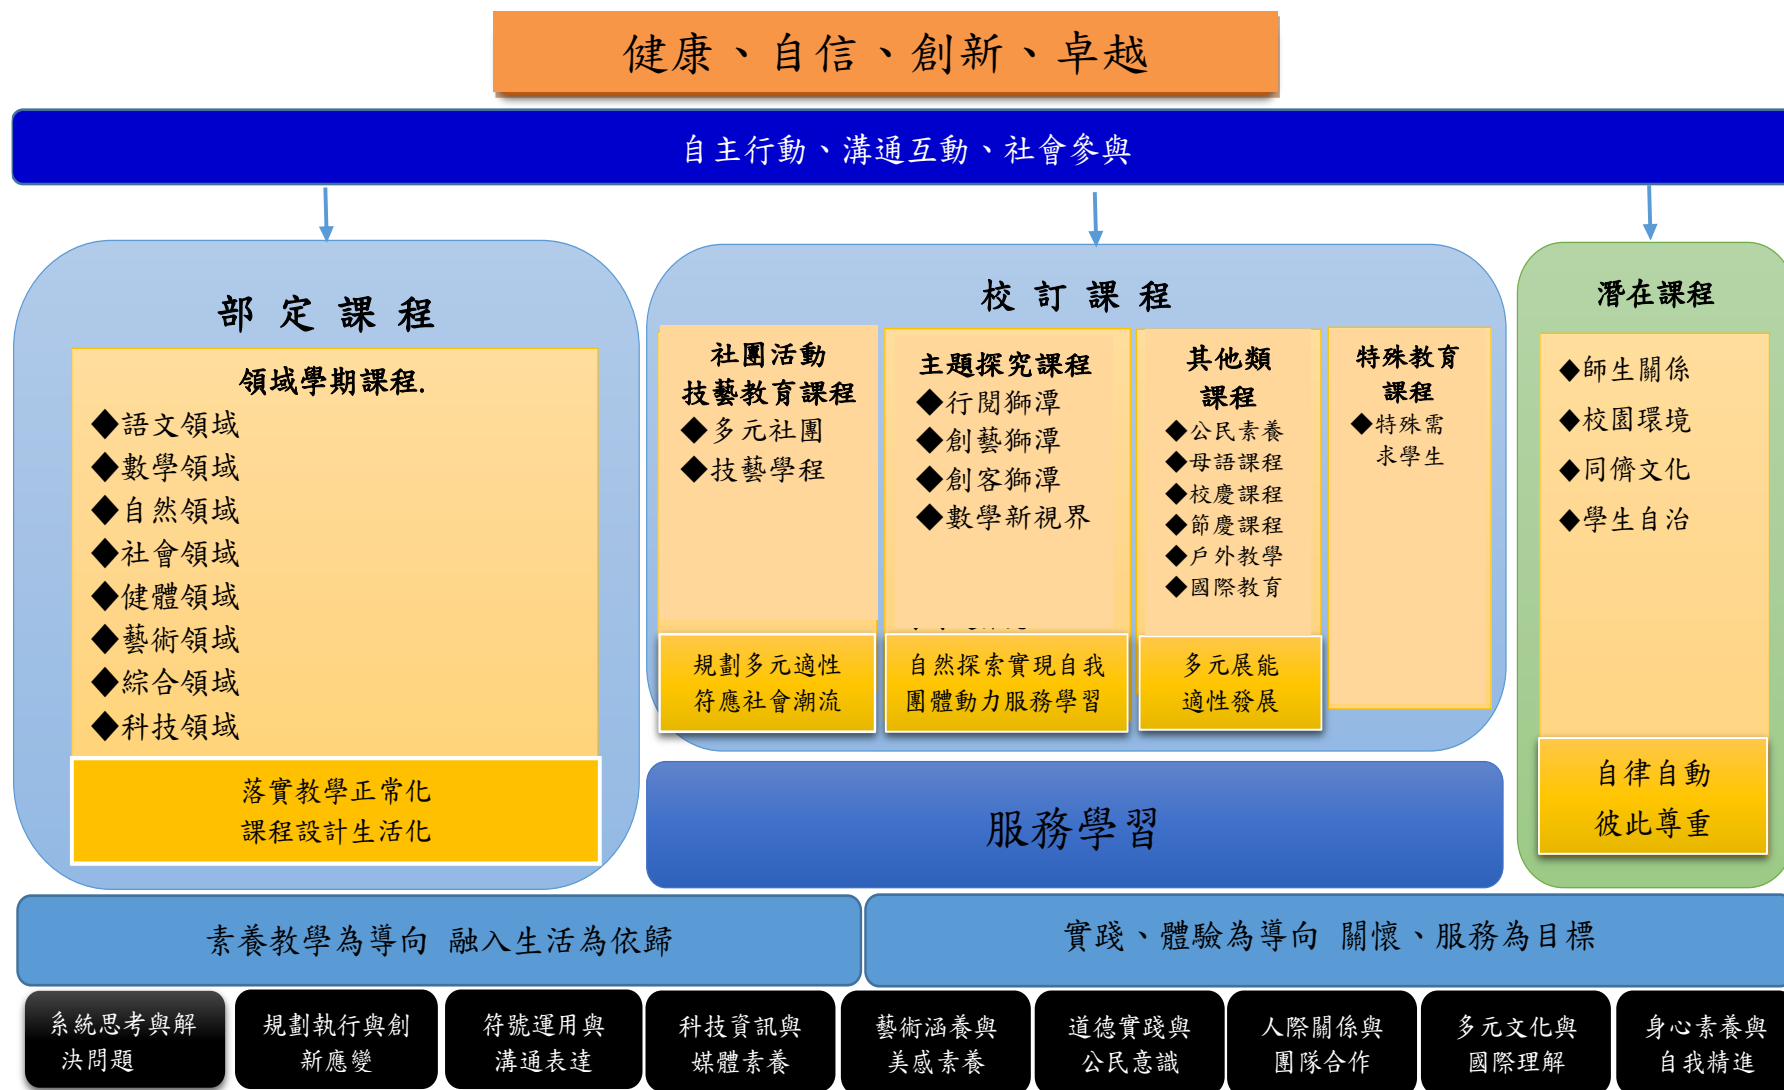 健康、自信、創新、卓越
自主行動、溝通互動、社會參與
部定課程
領域學期課程.
◆語文領域
◆數學領域
◆自然領域
◆社會領域
◆健體領域
◆藝術領域
◆綜合領域
◆科技領域
落實教學正常化
課程設計生活化
校訂課程
社團活動
技藝教育課程
◆多元社團
◆技藝學程
規劃多元適性
符應社會潮流
主題探究課程
◆行閱獅潭
◆創藝獅潭
◆創客獅潭
◆數學新視界
自然探索實現自我
團體動力服務學習
其他類
課程
◆公民素養
◆母語課程
◆校慶課程
◆節慶課程
◆戶外教學
◆國際教育
多元展能
適性發展
特殊教育
課程
◆特殊需
求學生
服務學習
潛在課程
◆師生關係
◆校園環境
◆同儕文化
◆學生自治
自律自動
彼此尊重
素養教學為導向 融入生活為依歸
實踐、體驗為導向 關懷、服務為目標
系統思考與解
決問題
規劃執行與創
新應變
符號運用與
溝通表達
科技資訊與
媒體素養
藝術涵養與
美感素養
道德實踐與
公民意識
人際關係與
團隊合作
多元文化與
國際理解
身心素養與
自我精進